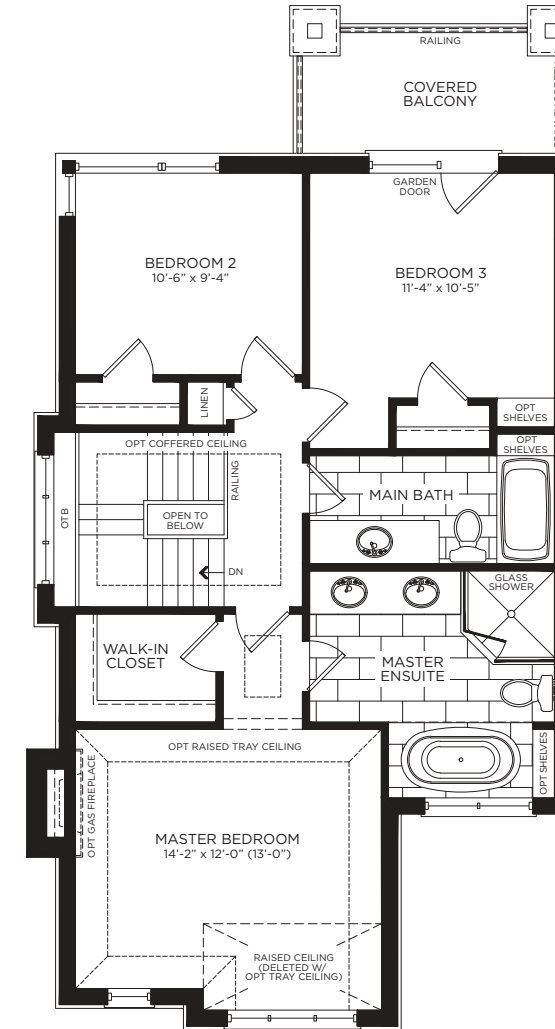 RAILING
COVERED
BALCONY
GARDEN
DOOR
BEDROOM 2
10'-6" x 9'-4"
BEDROOM 3
11'-4" x 10'-5"
LINEN
OPT
SHELVES
OPT COFFERED CEILING
OPT
SHELVES
RAILING
MAIN BATH
OTB
OPEN TO
BELOW
DN
GLASS
SHOWER
WALK-IN
CLOSET
MASTER
ENSUITE
OPT RAISED TRAY CEILING
OPT SHELVES
OPT GAS FIREPLACE
MASTER BEDROOM
14'-2" x 12'-0" (13'-0")
RAISED CEILING
(DELETED W/
OPT TRAY CEILING)